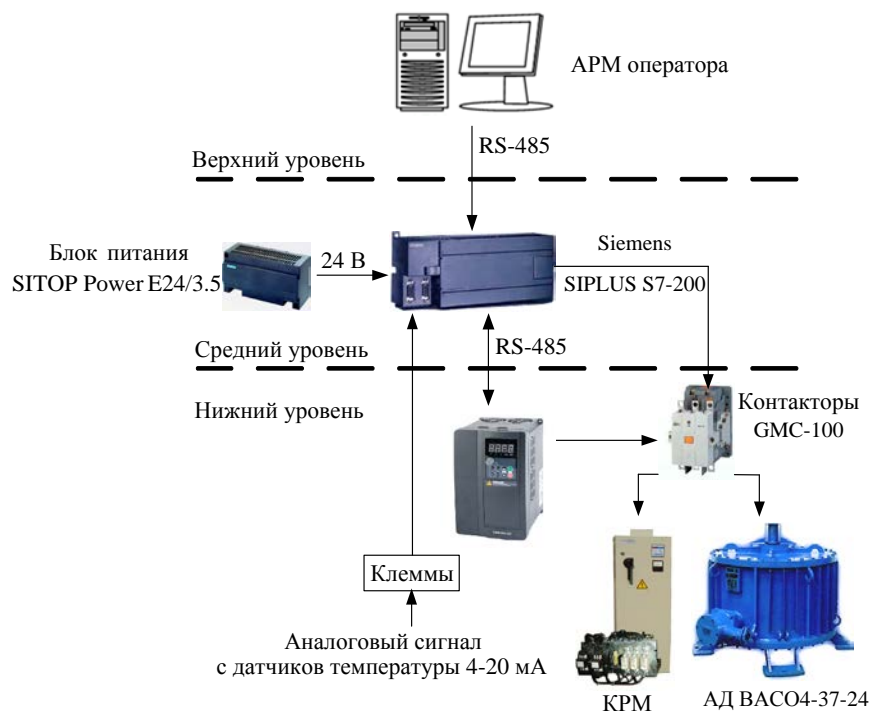 АРМ оператора
RS-485
Верхний уровень
Блок питания
SITOP Power E24/3.5
24 В
Siemens
SIPLUS S7-200
RS-485
Средний уровень
Нижний уровень
Контакторы
GMC-100
Клеммы
Аналоговый сигнал
с датчиков температуры 4-20 мА
КРМ
АД ВАСО4-37-24